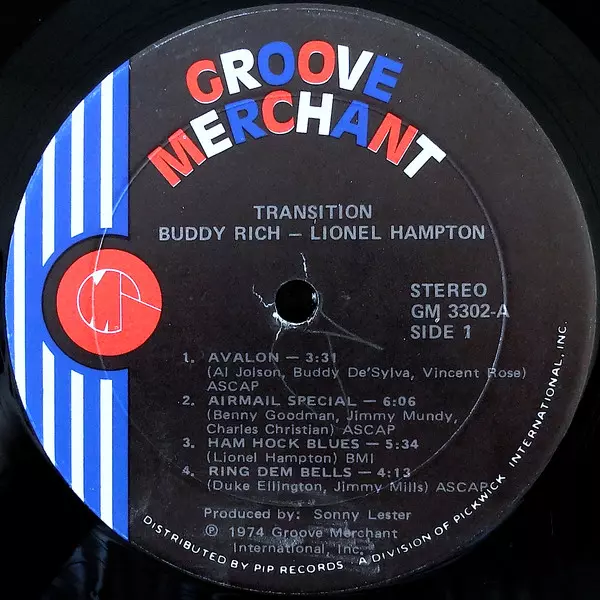 GROOVE
MERCHANT
TRANSITION
BUDDY RICH – LIONEL HAMPTON
STEREO
GM 3302-A
SIDE 1
1. AVALON – 3:31
(Al Jolson, Buddy De'Sylva, Vincent Rose)
ASCAP
2. AIRMAIL SPECIAL – 6:06
(Benny Goodman, Jimmy Mundy,
Charles Christian) ASCAP
3. HAM HOCK BLUES – 5:34
(Lionel Hampton) BMI
4. RING DEM BELLS – 4:13
(Duke Ellington, Jimmy Mills) ASCAP
Produced by: Sonny Lester
℗ 1974 Groove Merchant
International, Inc.
DISTRIBUTED BY PIP RECORDS A DIVISION OF PICKWICK INTERNATIONAL, INC.